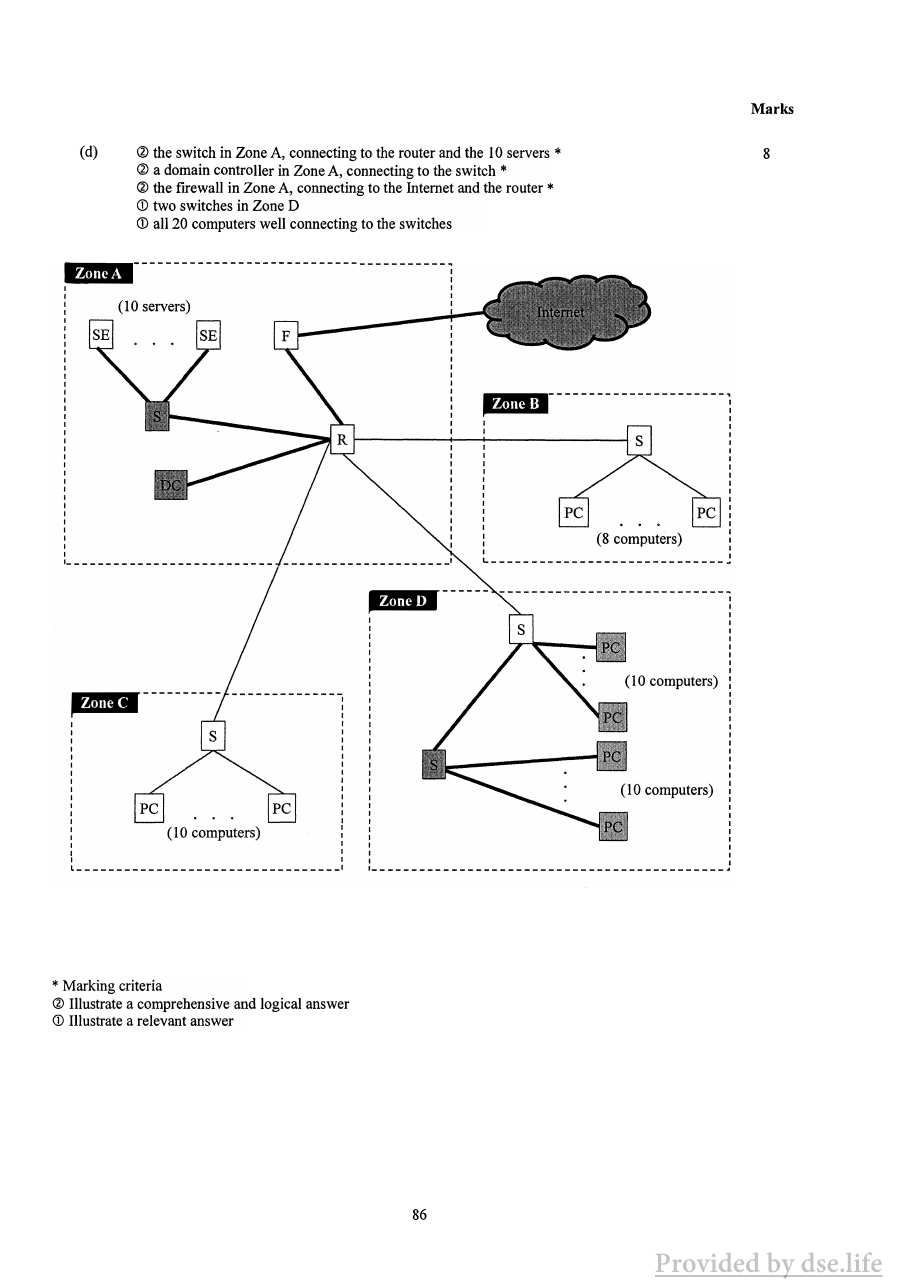 Marks
(d) ② the switch in Zone A, connecting to the router and the 10 servers * 8
② a domain controller in Zone A, connecting to the switch *
② the firewall in Zone A, connecting to the Internet and the router *
① two switches in Zone D
① all 20 computers well connecting to the switches
Zone A
(10 servers)
SE . . . SE
F
Internet
S
R
DC
Zone B
S
PC . . . PC
(8 computers)
Zone D
S
PC
(10 computers)
PC
S
PC
(10 computers)
PC
Zone C
S
PC . . . PC
(10 computers)
* Marking criteria
② Illustrate a comprehensive and logical answer
① Illustrate a relevant answer
86
Provided by dse.life